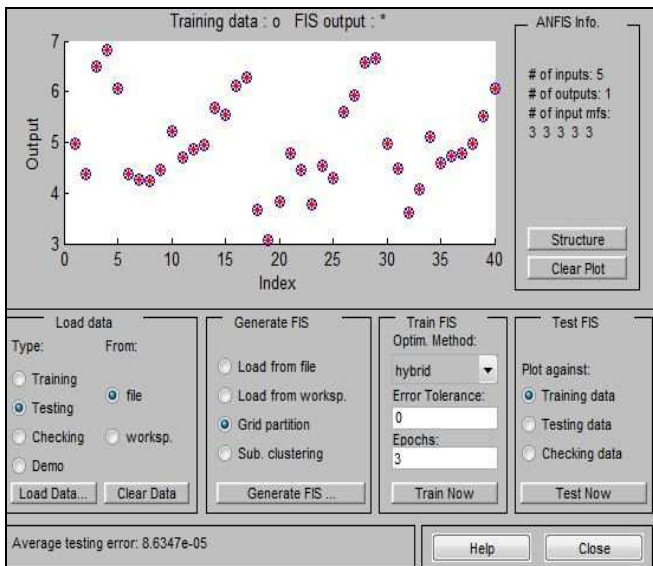 Training data : o FIS output : *
ANFIS Info.
7
6
5
4
3
Output
0 5 10 15 20 25 30 35 40
Index
# of inputs: 5
# of outputs: 1
# of input mfs:
3 3 3 3 3
Structure
Clear Plot
Load data
Type: From:
Training
Testing
Checking
Demo
file
worksp.
Load Data... Clear Data
Generate FIS
Load from file
Load from worksp.
Grid partition
Sub. clustering
Generate FIS ...
Train FIS
Optim. Method:
hybrid
Error Tolerance:
0
Epochs:
3
Train Now
Test FIS
Plot against:
Training data
Testing data
Checking data
Test Now
Average testing error: 8.6347e-05
Help Close